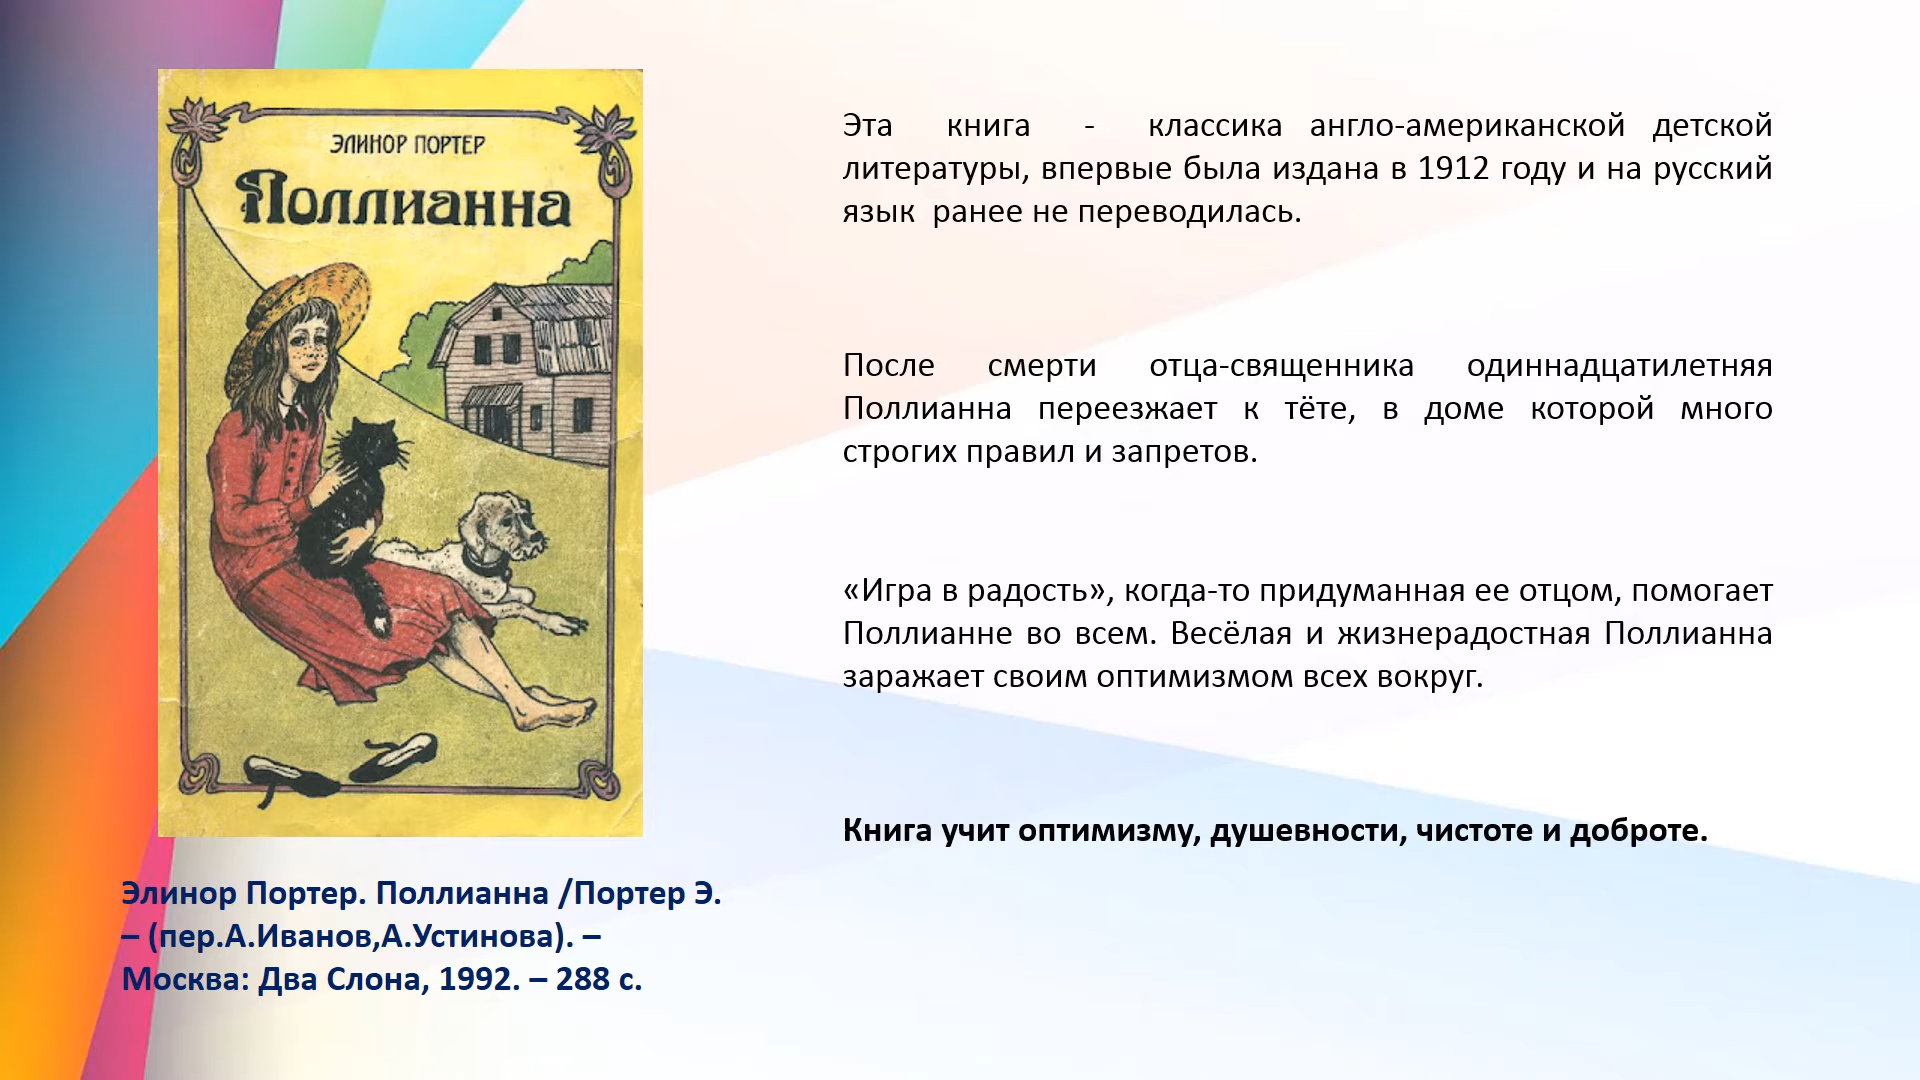 ЭЛИНОР ПОРТЕР
Поллианна
Элинор Портер. Поллианна /Портер Э.
– (пер.А.Иванов,А.Устинова). –
Москва: Два Слона, 1992. – 288 с.
Эта книга - классика англо-американской детской
литературы, впервые была издана в 1912 году и на русский
язык ранее не переводилась.
После смерти отца-священника одиннадцатилетняя
Поллианна переезжает к тёте, в доме которой много
строгих правил и запретов.
«Игра в радость», когда-то придуманная ее отцом, помогает
Поллианне во всем. Весёлая и жизнерадостная Поллианна
заражает своим оптимизмом всех вокруг.
Книга учит оптимизму, душевности, чистоте и доброте.